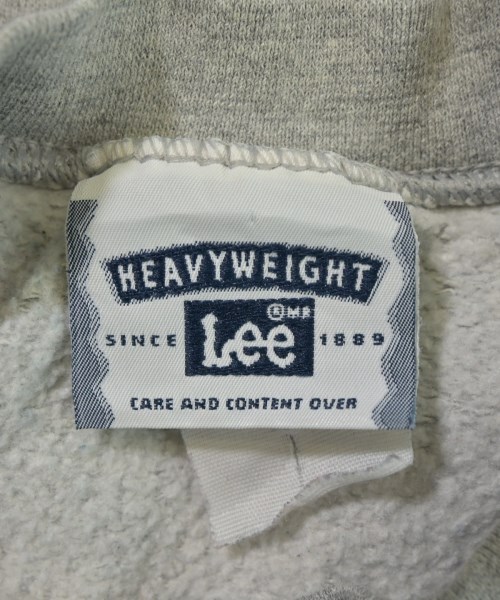 HEAVYWEIGHT
® MR
SINCE Lee 1889
CARE AND CONTENT OVER